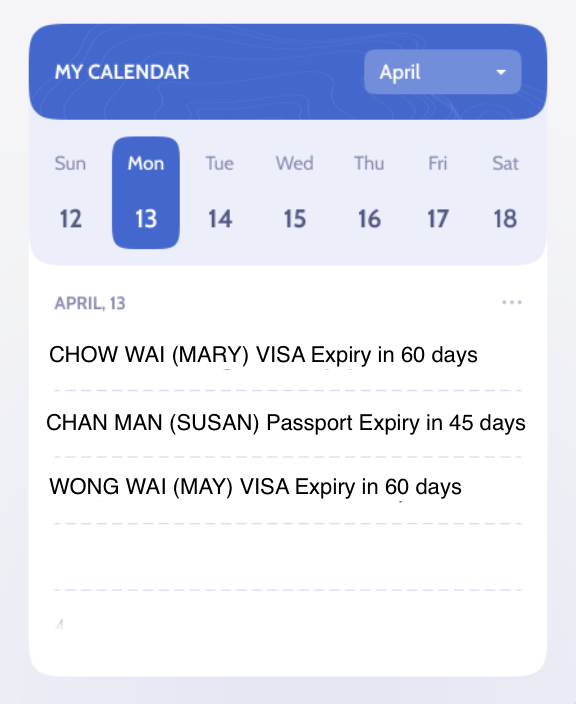 MY CALENDAR April
Sun Mon Tue Wed Thu Fri Sat
12 13 14 15 16 17 18
APRIL, 13
CHOW WAI (MARY) VISA Expiry in 60 days
CHAN MAN (SUSAN) Passport Expiry in 45 days
WONG WAI (MAY) VISA Expiry in 60 days